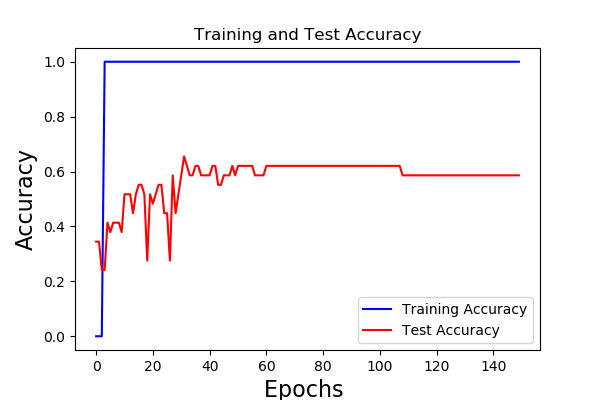 Training and Test Accuracy
Accuracy
1.0
0.8
0.6
0.4
0.2
0.0
0 20 40 60 80 100 120 140
Epochs
Training Accuracy
Test Accuracy